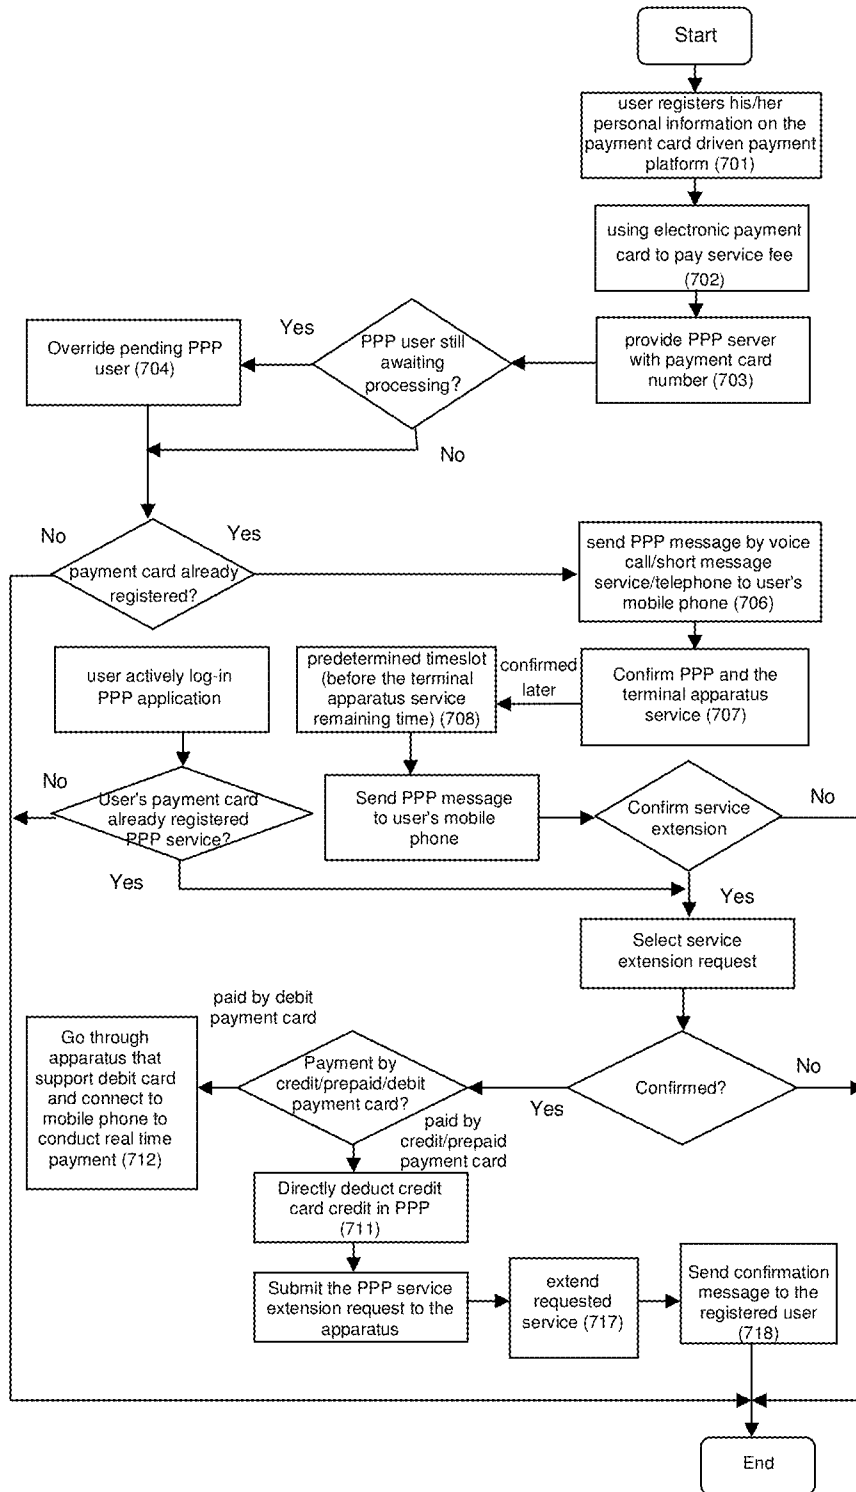 Start
user registers his/her
personal information on the
payment card driven payment
platform (701)
using electronic payment
card to pay service fee
(702)
provide PPP server
with payment card
number (703)
PPP user still
awaiting
processing?
Yes
No
Override pending PPP
user (704)
payment card already
registered?
No
Yes
send PPP message by voice
call/short message
service/telephone to user's
mobile phone (706)
Confirm PPP and the
terminal apparatus
service (707)
confirmed
later
predetermined timeslot
(before the terminal
apparatus service
remaining time) (708)
user actively log-in
PPP application
User's payment card
already registered
PPP service?
No
Yes
Send PPP message
to user's mobile
phone
Confirm service
extension
No
Yes
Select service
extension request
Confirmed?
No
Yes
Payment by
credit/prepaid/debit
payment card?
paid by debit
payment card
Go through
apparatus that
support debit card
and connect to
mobile phone to
conduct real time
payment (712)
paid by
credit/prepaid
payment card
Directly deduct credit
card credit in PPP
(711)
Submit the PPP service
extension request to the
apparatus
extend
requested
service (717)
Send confirmation
message to the
registered user
(718)
End